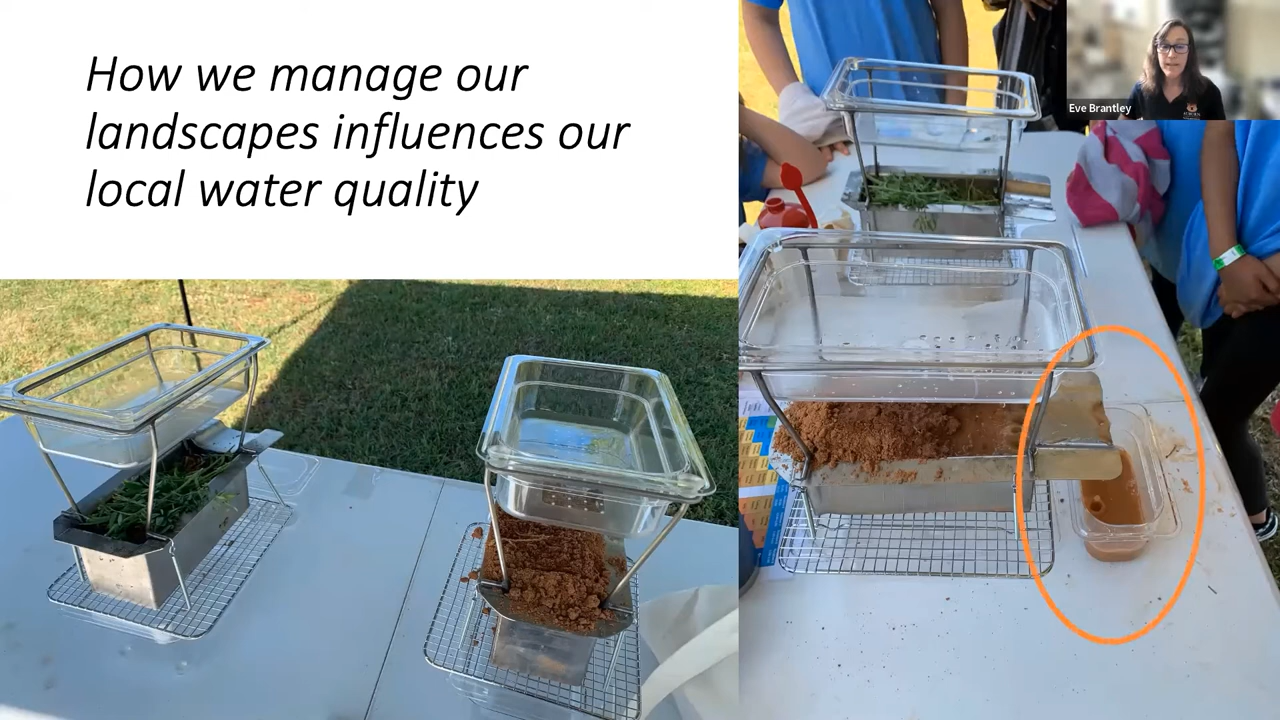 How we manage our
landscapes influences our
local water quality
Eve Brantley